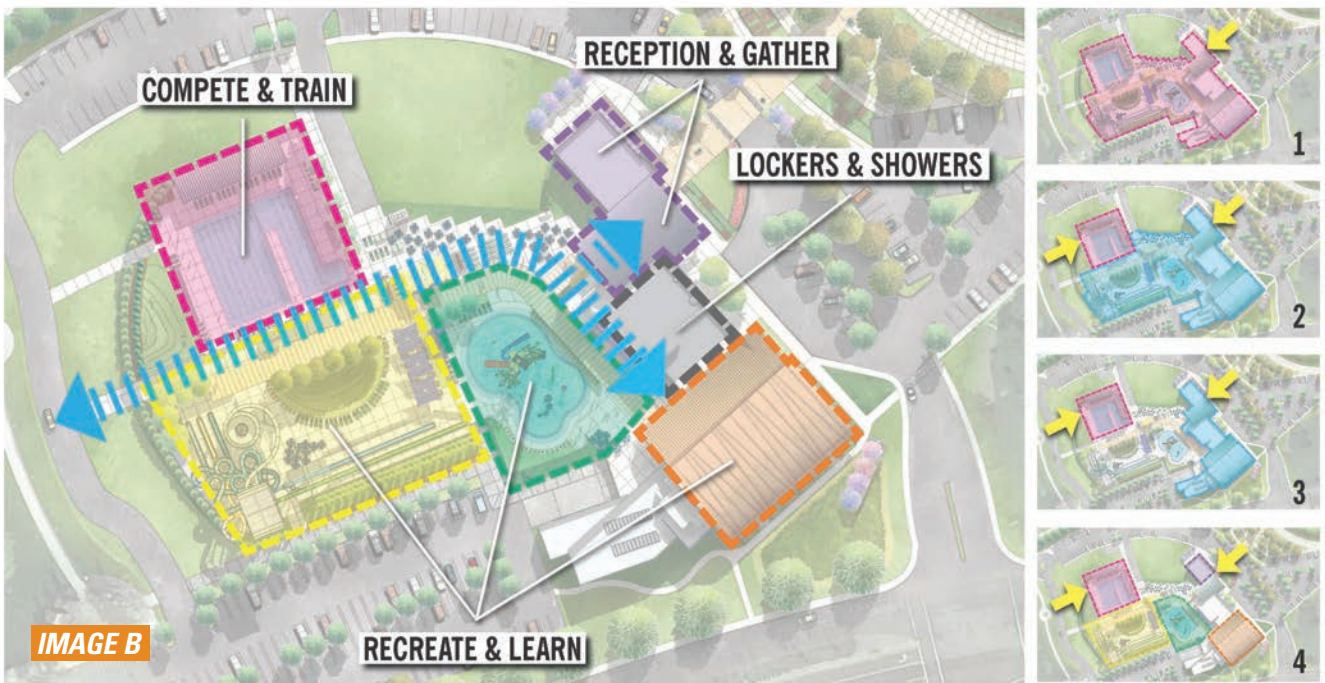 RECEPTION & GATHER
COMPETE & TRAIN
LOCKERS & SHOWERS
RECREATE & LEARN
IMAGE B
1
2
3
4